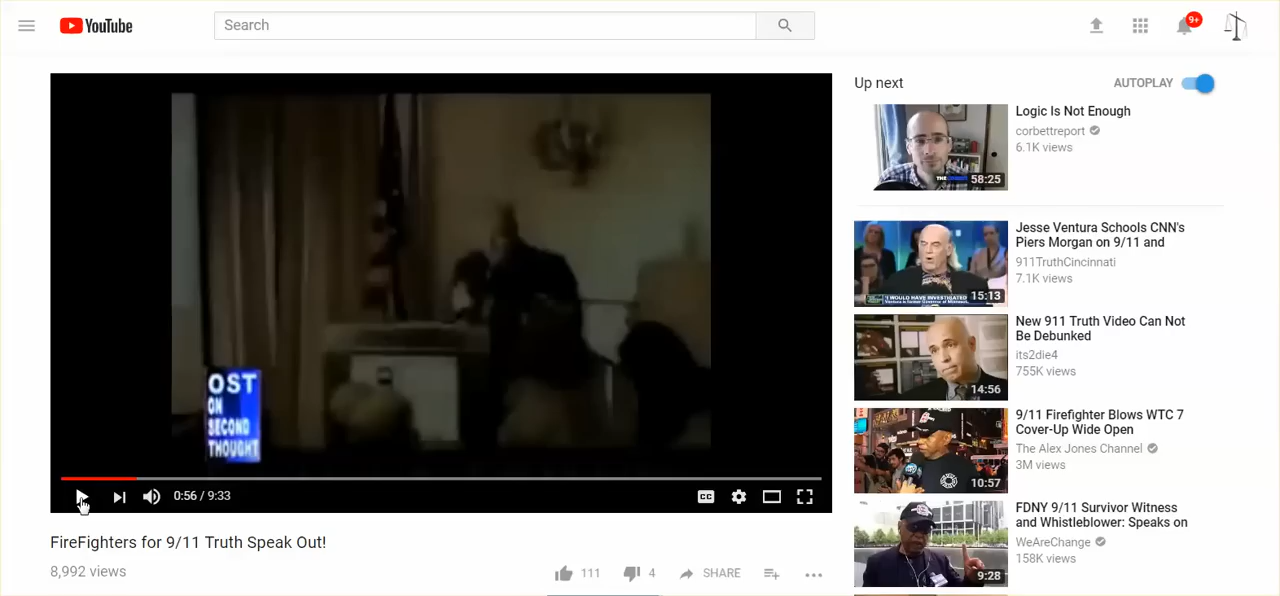 YouTube
Search
9+
OST
ON
SECOND
THOUGHT
0:56 / 9:33
CC
FireFighters for 9/11 Truth Speak Out!
8,992 views
111
4
SHARE
Up next
AUTOPLAY
58:25
Logic Is Not Enough
corbettreport
6.1K views
15:13
Jesse Ventura Schools CNN's
Piers Morgan on 9/11 and
911TruthCincinnati
7.1K views
14:56
New 911 Truth Video Can Not
Be Debunked
its2die4
755K views
10:57
9/11 Firefighter Blows WTC 7
Cover-Up Wide Open
The Alex Jones Channel
3M views
9:28
FDNY 9/11 Survivor Witness
and Whistleblower: Speaks on
WeAreChange
158K views